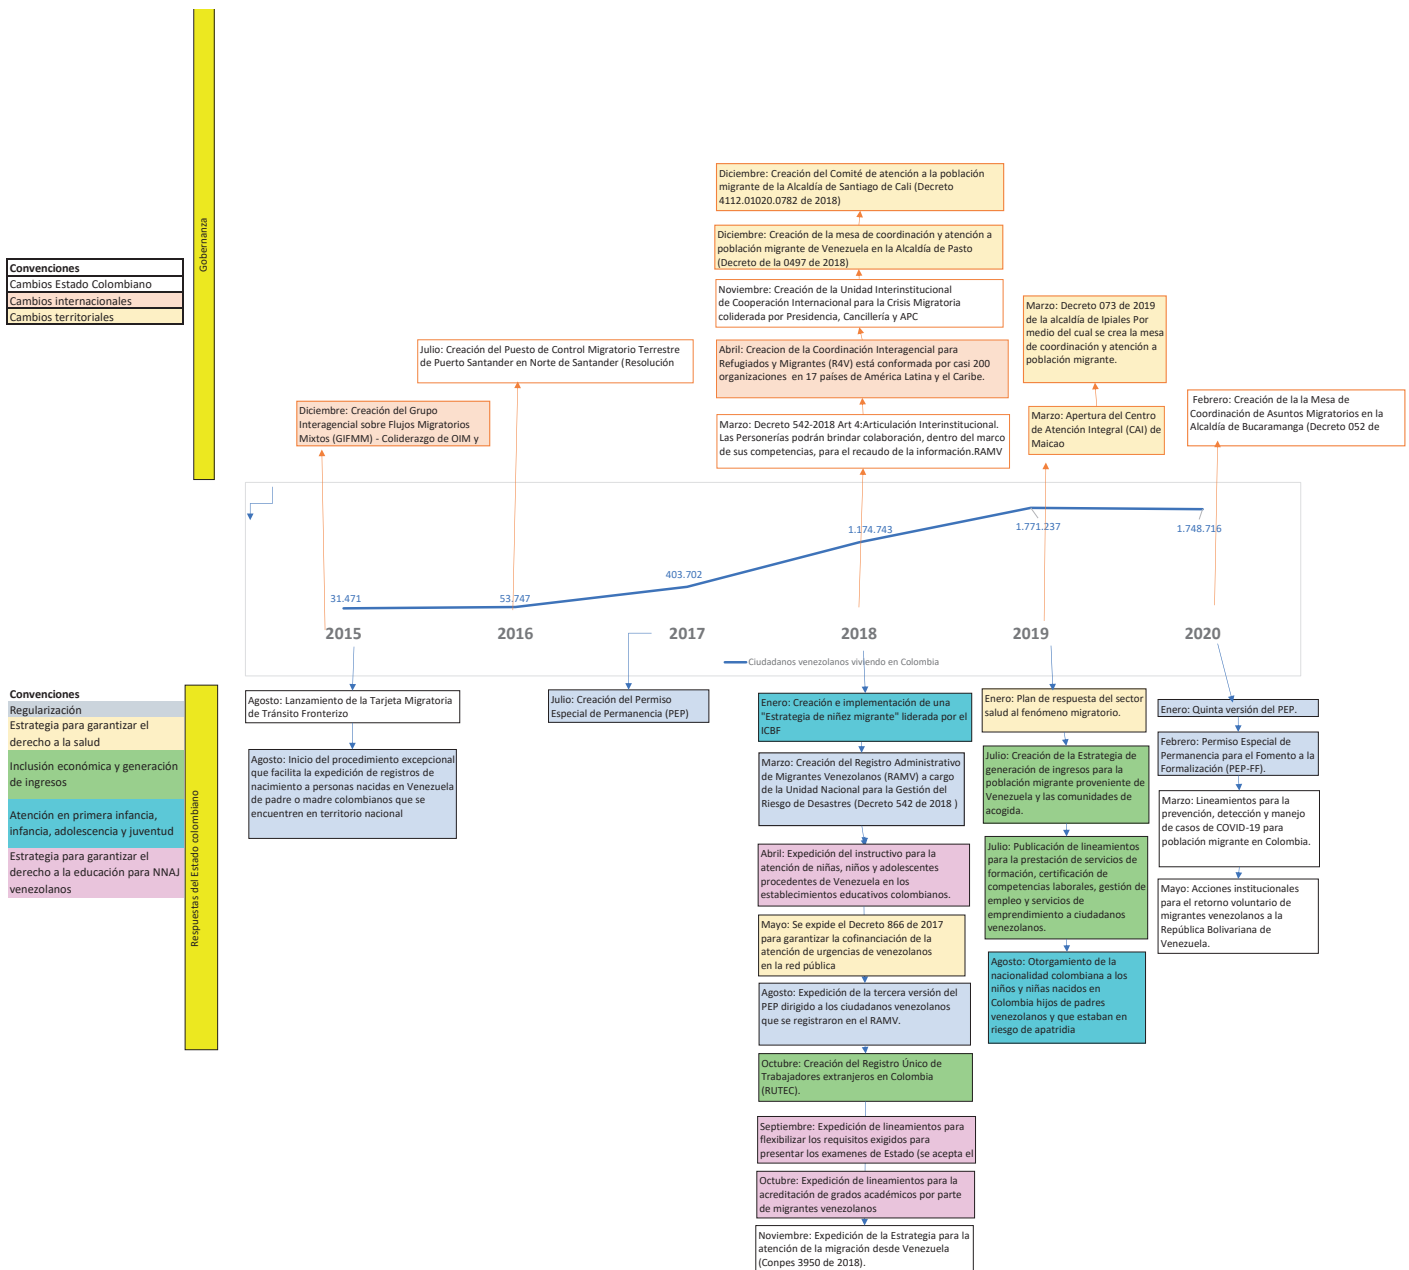 Gobernanza
Convenciones
Cambios Estado Colombiano
Cambios internacionales
Cambios territoriales
Diciembre: Creación del Grupo
Interagencial sobre Flujos Migratorios
Mixtos (GIFMM) - Coliderazgo de OIM y
Julio: Creación del Puesto de Control Migratorio Terrestre
de Puerto Santander en Norte de Santander (Resolución
Diciembre: Creación del Comité de atención a la población
migrante de la Alcaldía de Santiago de Cali (Decreto
4112.01020.0782 de 2018)
Diciembre: Creación de la mesa de coordinación y atención a
población migrante de Venezuela en la Alcaldía de Pasto
(Decreto de la 0497 de 2018)
Noviembre: Creación de la Unidad Interinstitucional
de Cooperación Internacional para la Crisis Migratoria
coliderada por Presidencia, Cancillería y APC
Abril: Creacion de la Coordinación Interagencial para
Refugiados y Migrantes (R4V) está conformada por casi 200
organizaciones  en 17 países de América Latina y el Caribe.
Marzo: Decreto 542-2018 Art 4:Articulación Interinstitucional.
Las Personerías podrán brindar colaboración, dentro del marco
de sus competencias, para el recaudo de la información.RAMV
Marzo: Decreto 073 de 2019
de la alcaldía de Ipiales Por
medio del cual se crea la mesa
de coordinación y atención a
población migrante.
Marzo: Apertura del Centro
de Atención Integral (CAI) de
Maicao
Febrero: Creación de la la Mesa de
Coordinación de Asuntos Migratorios en la
Alcaldía de Bucaramanga (Decreto 052 de
31.471
53.747
403.702
1.174.743
1.771.237
1.748.716
2015
2016
2017
2018
2019
2020
Ciudadanos venezolanos viviendo en Colombia
Convenciones
Regularización
Estrategia para garantizar el
derecho a la salud
Inclusión económica y generación
de ingresos
Atención en primera infancia,
infancia, adolescencia y juventud
Estrategia para garantizar el
derecho a la educación para NNAJ
venezolanos
Respuestas del Estado colombiano
Agosto: Lanzamiento de la Tarjeta Migratoria
de Tránsito Fronterizo
Agosto: Inicio del procedimiento excepcional
que facilita la expedición de registros de
nacimiento a personas nacidas en Venezuela
de padre o madre colombianos que se
encuentren en territorio nacional
Julio: Creación del Permiso
Especial de Permanencia (PEP)
Enero: Creación e implementación de una
"Estrategia de niñez migrante" liderada por el
ICBF
Marzo: Creación del Registro Administrativo
de Migrantes Venezolanos (RAMV) a cargo
de la Unidad Nacional para la Gestión del
Riesgo de Desastres (Decreto 542 de 2018 )
Abril: Expedición del instructivo para la
atención de niñas, niños y adolescentes
procedentes de Venezuela en los
establecimientos educativos colombianos.
Mayo: Se expide el Decreto 866 de 2017
para garantizar la cofinanciación de la
atención de urgencias de venezolanos
en la red pública
Agosto: Expedición de la tercera versión del
PEP dirigido a los ciudadanos venezolanos
que se registraron en el RAMV.
Octubre: Creación del Registro Único de
Trabajadores extranjeros en Colombia
(RUTEC).
Septiembre: Expedición de lineamientos para
flexibilizar los requisitos exigidos para
presentar los examenes de Estado (se acepta el
Octubre: Expedición de lineamientos para la
acreditación de grados académicos por parte
de migrantes venezolanos
Noviembre: Expedición de la Estrategia para la
atención de la migración desde Venezuela
(Conpes 3950 de 2018).
Enero: Plan de respuesta del sector
salud al fenómeno migratorio.
Julio: Creación de la Estrategia de
generación de ingresos para la
población migrante proveniente de
Venezuela y las comunidades de
acogida.
Julio: Publicación de lineamientos
para la prestación de servicios de
formación, certificación de
competencias laborales, gestión de
empleo y servicios de
emprendimiento a ciudadanos
venezolanos.
Agosto: Otorgamiento de la
nacionalidad colombiana a los
niños y niñas nacidos en
Colombia hijos de padres
venezolanos y que estaban en
riesgo de apatridia
Enero: Quinta versión del PEP.
Febrero: Permiso Especial de
Permanencia para el Fomento a la
Formalización (PEP-FF).
Marzo: Lineamientos para la
prevención, detección y manejo
de casos de COVID-19 para
población migrante en Colombia.
Mayo: Acciones institucionales
para el retorno voluntario de
migrantes venezolanos a la
República Bolivariana de
Venezuela.